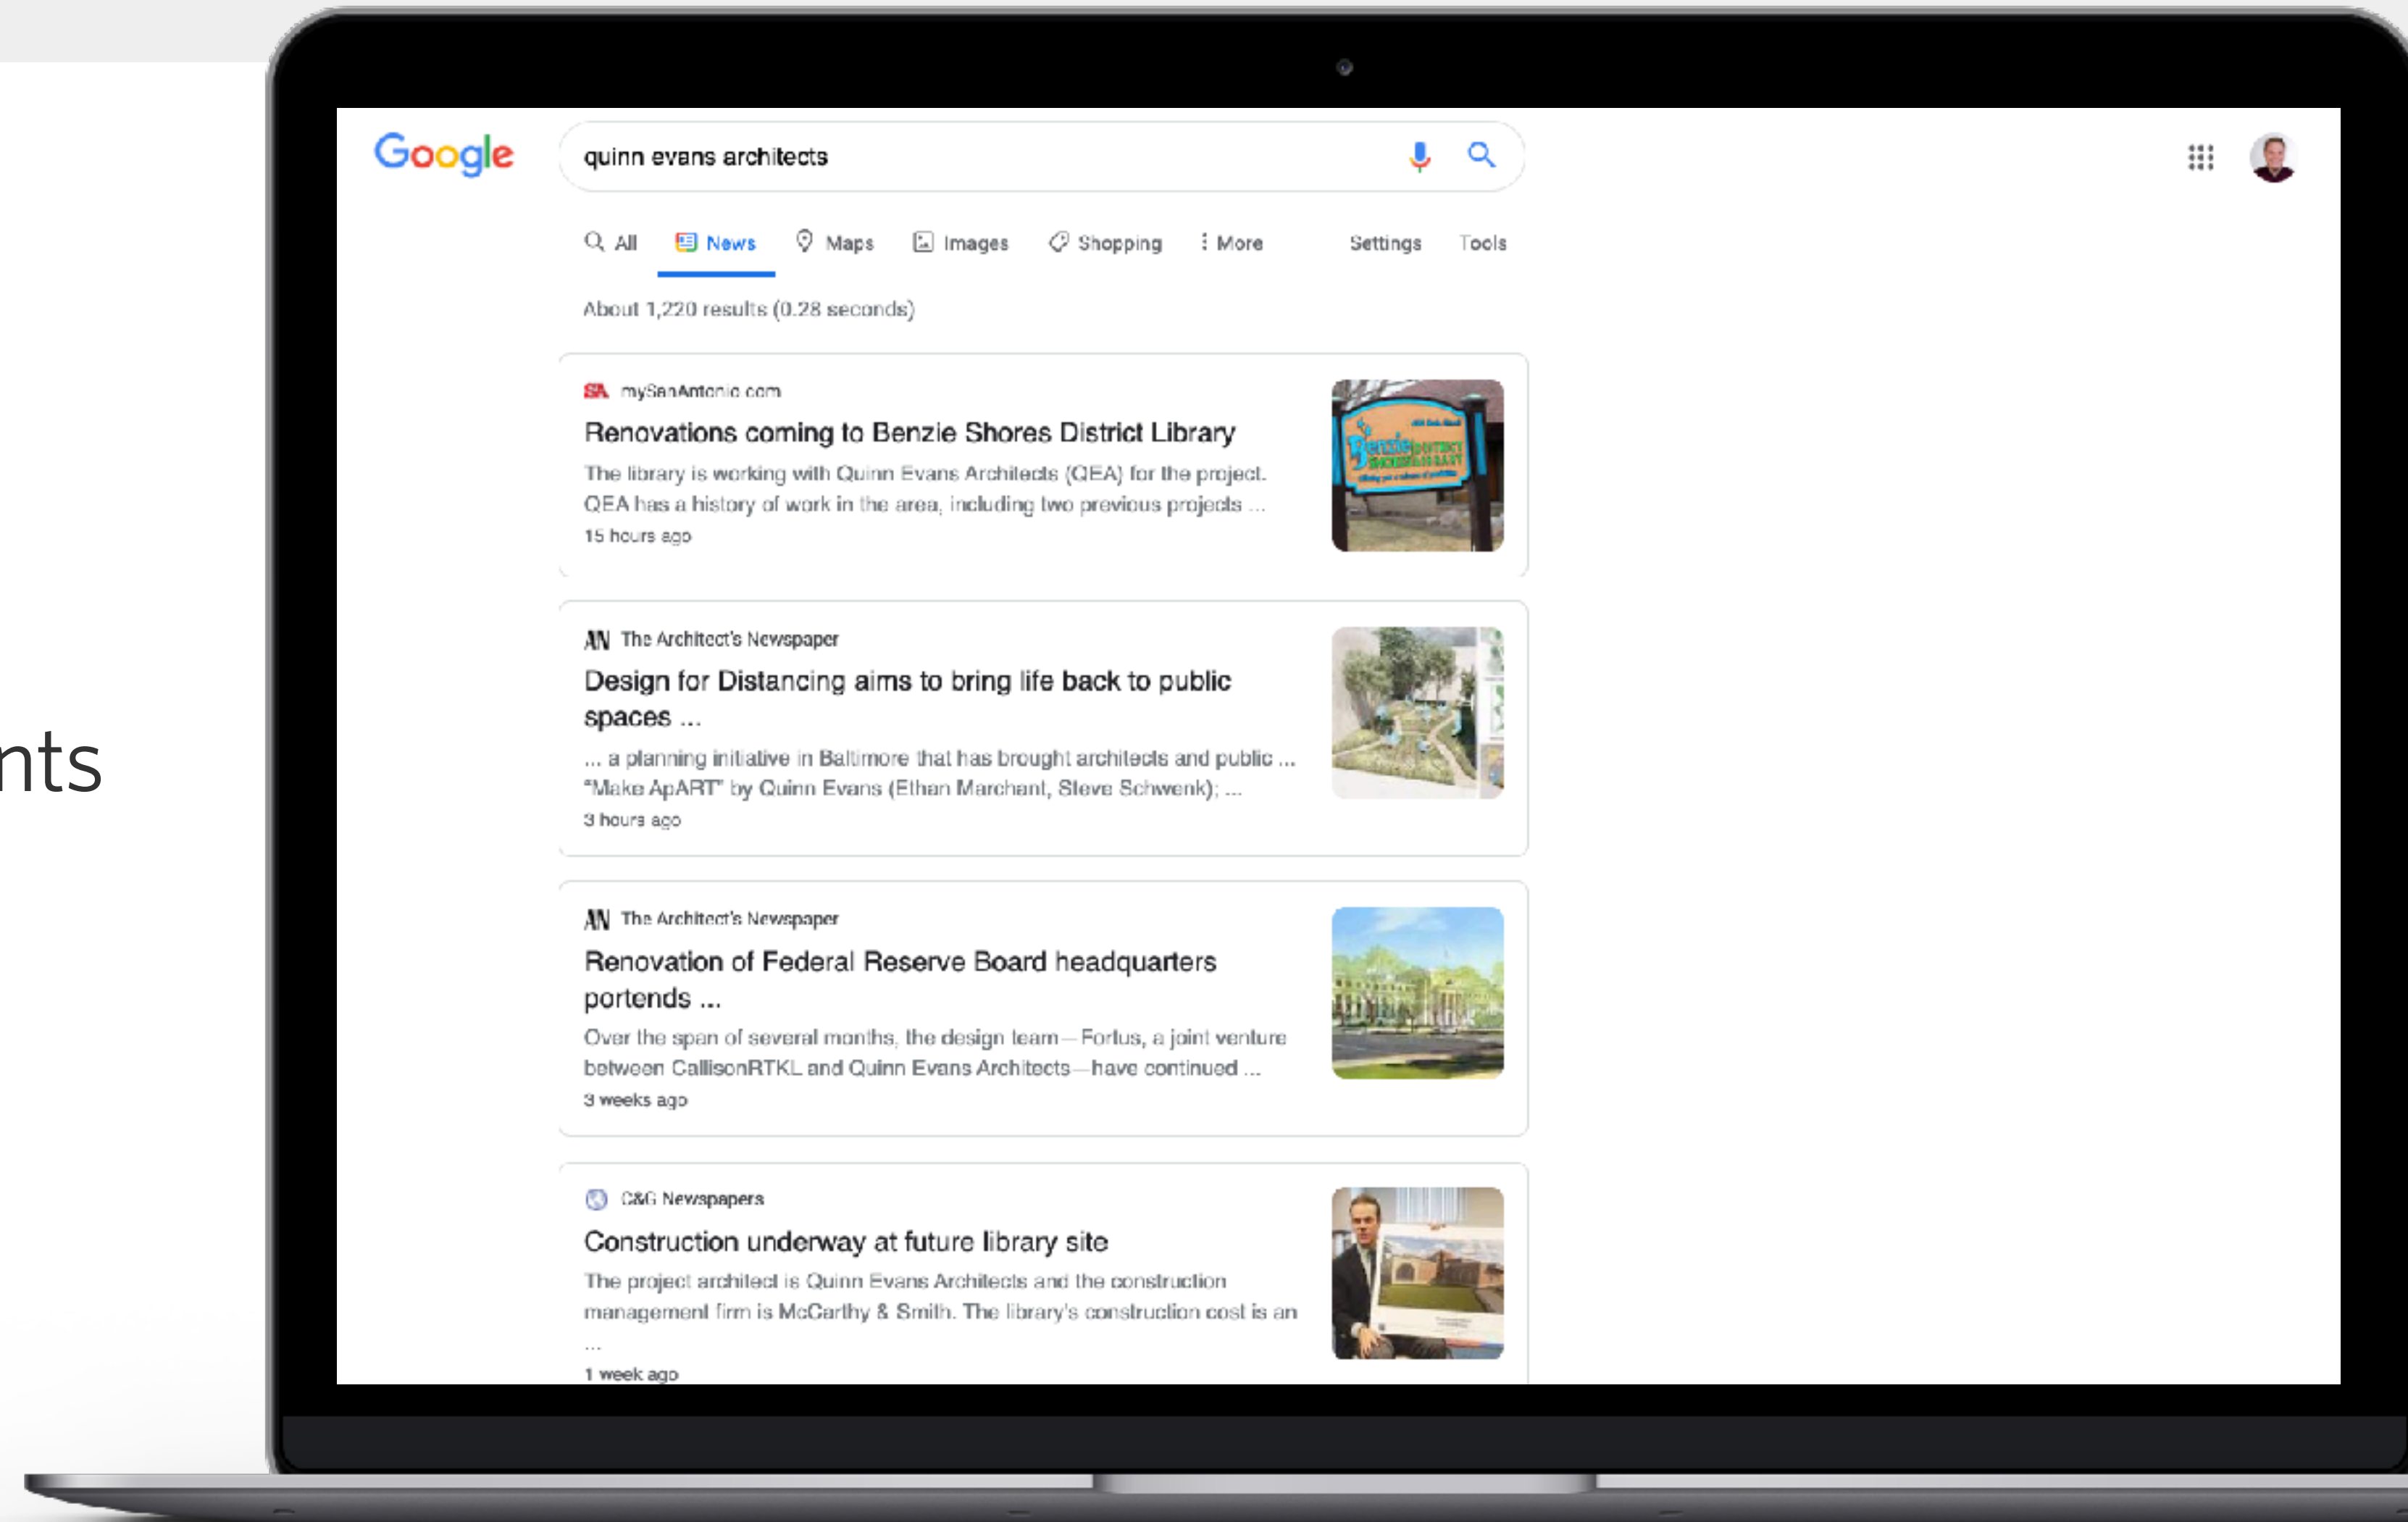 nts
Google
quinn evans architects
All News Maps Images Shopping More Settings Tools
About 1,220 results (0.28 seconds)
SA mySanAntonio.com
Renovations coming to Benzie Shores District Library
The library is working with Quinn Evans Architects (QEA) for the project.
QEA has a history of work in the area, including two previous projects ...
15 hours ago
Benzie
DISTRICT
SHORES LIBRARY
AN The Architect's Newspaper
Design for Distancing aims to bring life back to public
spaces ...
... a planning initiative in Baltimore that has brought architects and public ...
"Make ApART" by Quinn Evans (Ethan Marchant, Steve Schwenk); ...
3 hours ago
AN The Architect's Newspaper
Renovation of Federal Reserve Board headquarters
portends ...
Over the span of several months, the design team—Fortus, a joint venture
between CallisonRTKL and Quinn Evans Architects—have continued ...
3 weeks ago
C&G Newspapers
Construction underway at future library site
The project architect is Quinn Evans Architects and the construction
management firm is McCarthy & Smith. The library's construction cost is an
...
1 week ago